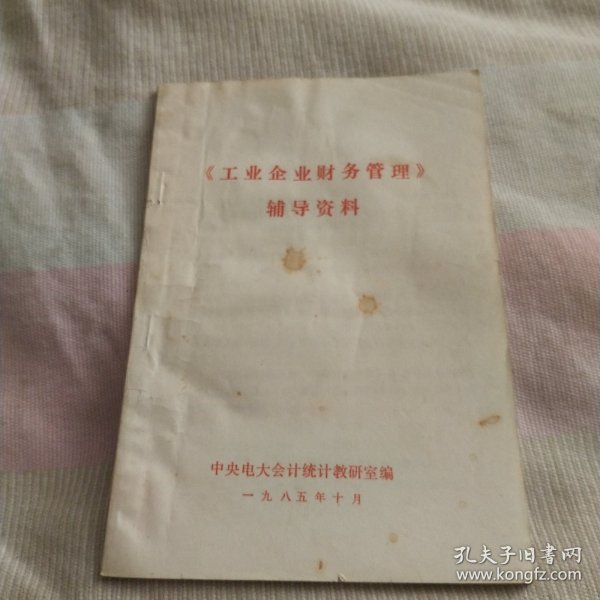 《工业企业财务管理》
辅导资料
中央电大会计统计教研室编
一九八五年十月
孔夫子旧书网
www.kongfz.com